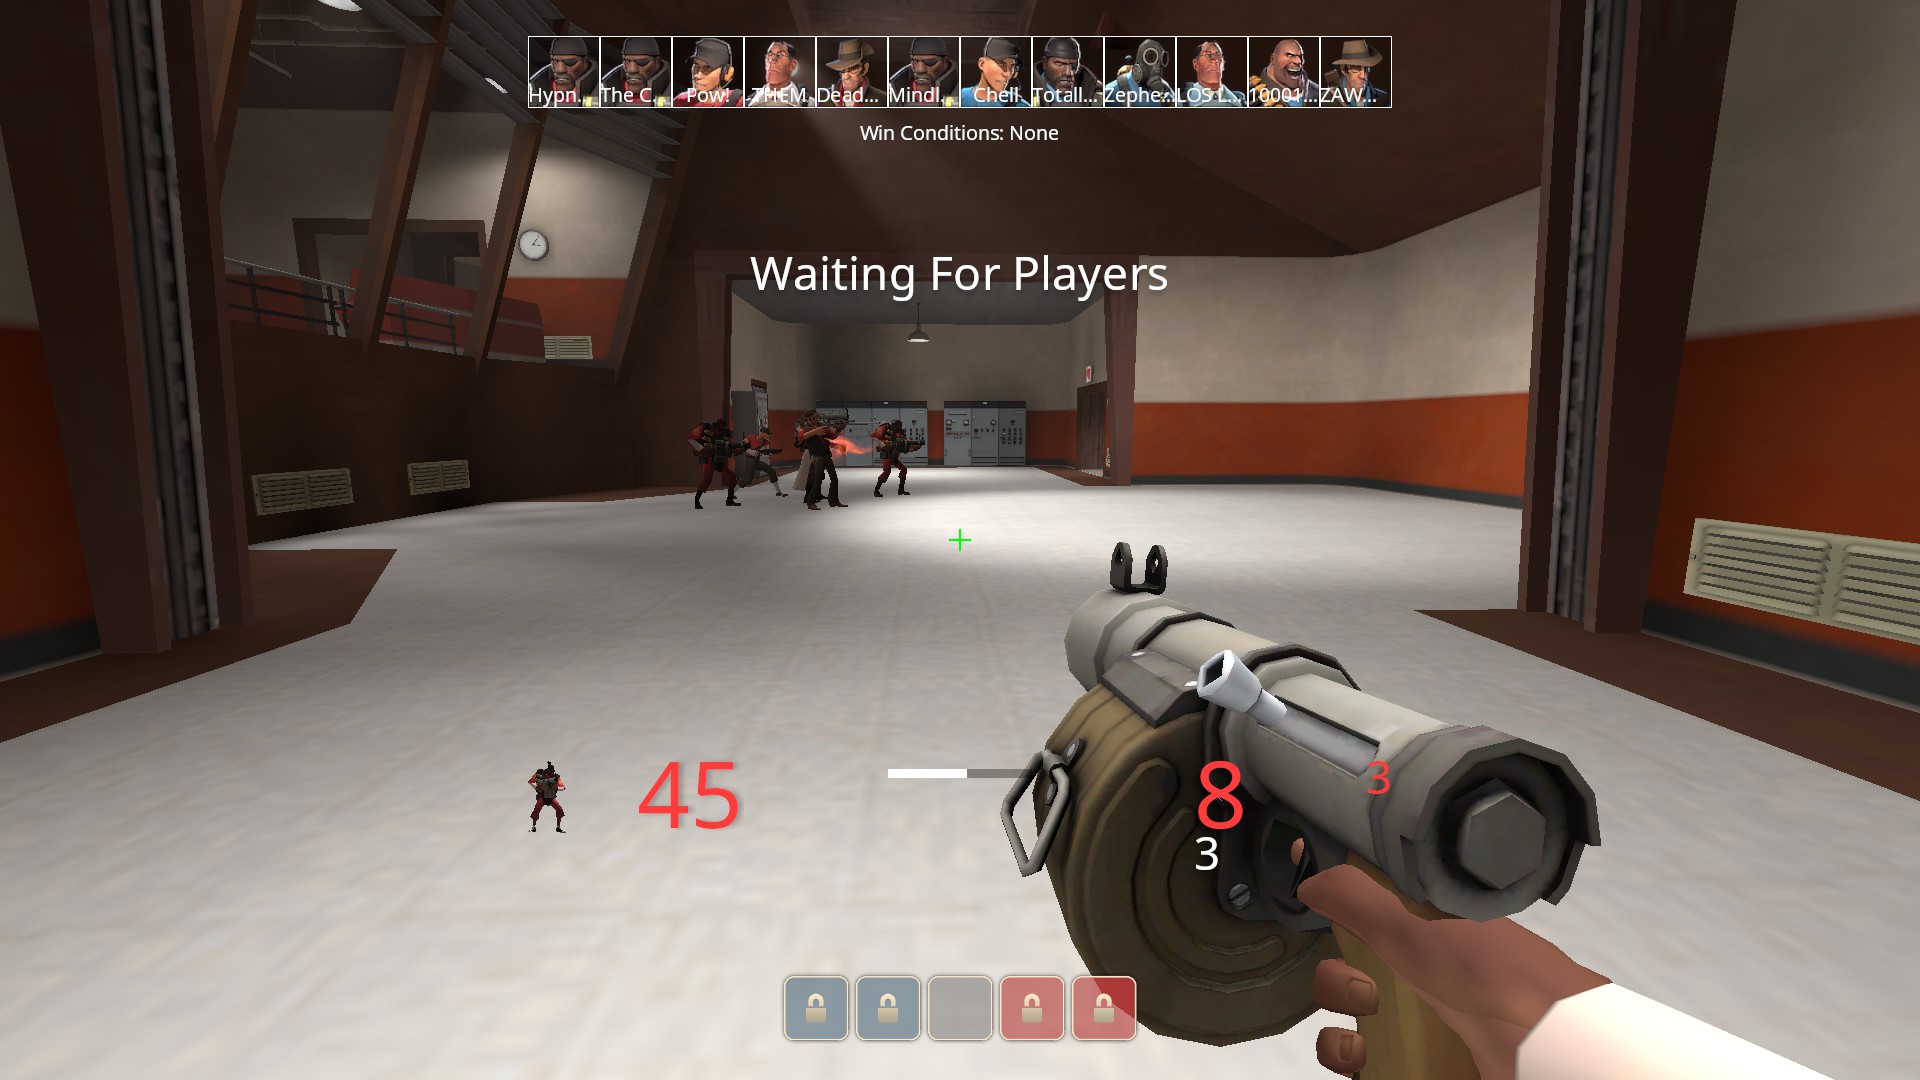 Hypn... The C... Pow! .THEM. Dead... Mindl... Chell Totall... Zephe... LOS L... 10001... ZAW...
Win Conditions: None
Waiting For Players
45
8
3
3